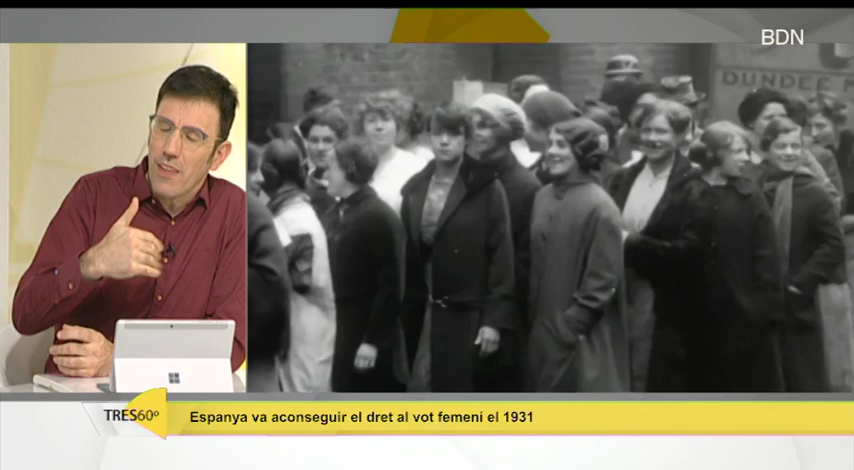 BDN
DUNDEE
TRES60º
Espanya va aconseguir el dret al vot femení el 1931